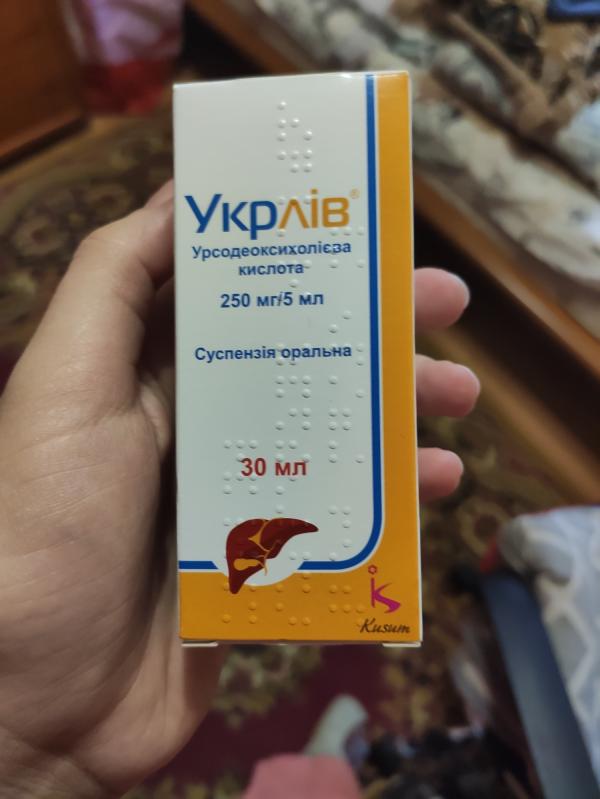 Укрлів®
Урсодеоксихолієва
кислота
250 мг/5 мл
Суспензія оральна
30 мл
Kusum